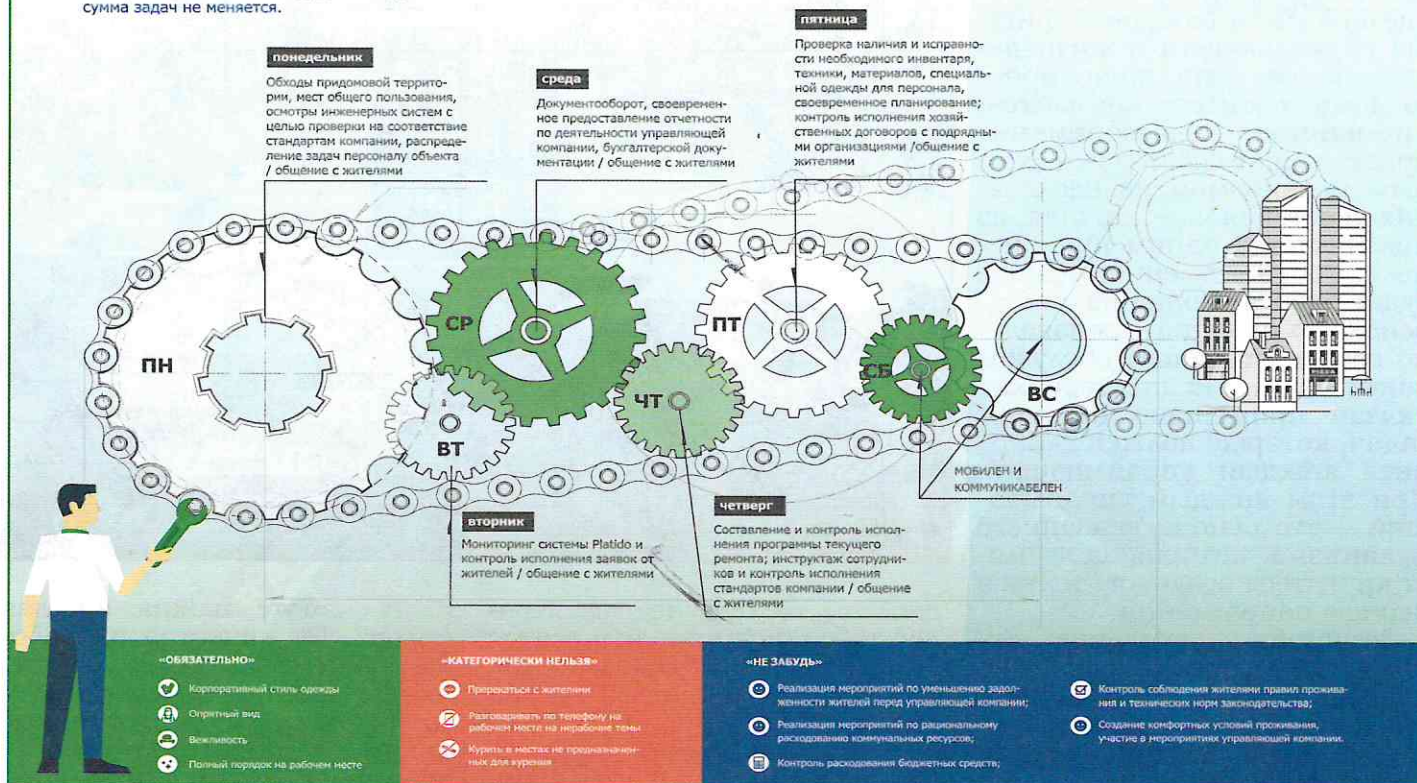 сумма задач не меняется.
понедельник
Обходы придомовой террито-
рии, мест общего пользования,
осмотры инженерных систем с
целью проверки на соответствие
стандартам компании, распреде-
ление задач персоналу объекта
/ общение с жителями
среда
Документооборот, своевремен-
ное предоставление отчетности
по деятельности управляющей
компании, бухгалтерской доку-
ментации / общение с жителями
пятница
Проверка наличия и исправно-
сти необходимого инвентаря,
техники, материалов, специаль-
ной одежды для персонала,
своевременное планирование;
контроль исполнения хозяй-
ственных договоров с подрядны-
ми организациями /общение с
жителями
ПН
ВТ
СР
ЧТ
ПТ
СБ
ВС
МОБИЛЕН И
КОММУНИКАБЕЛЕН
вторник
Мониторинг системы Platido и
контроль исполнения заявок от
жителей / общение с жителями
четверг
Составление и контроль испол-
нения программы текущего
ремонта; инструктаж сотрудни-
ков и контроль исполнения
стандартов компании / общение
с жителями
«ОБЯЗАТЕЛЬНО»
Корпоративный стиль одежды
Опрятный вид
Вежливость
Полный порядок на рабочем месте
«КАТЕГОРИЧЕСКИ НЕЛЬЗЯ»
Пререкаться с жителями
Разговаривать по телефону на
рабочем месте на нерабочие темы
Курить в местах не предназначен-
ных для курения
«НЕ ЗАБУДЬ»
Реализация мероприятий по уменьшению задол-
женности жителей перед управляющей компании;
Реализация мероприятий по рациональному
расходованию коммунальных ресурсов;
Контроль расходования бюджетных средств;
Контроль соблюдения жителями правил прожива-
ния и технических норм законодательства;
Создание комфортных условий проживания,
участие в мероприятиях управляющей компании.